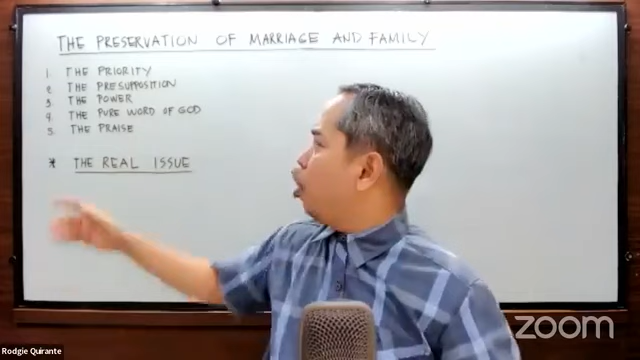 THE PRESERVATION OF MARRIAGE AND FAMILY
1. THE PRIORITY
2. THE PRESUPPOSITION
3. THE POWER
4. THE PURE WORD OF GOD
5. THE PRAISE
* THE REAL ISSUE
zoom
Rodgie Quirante